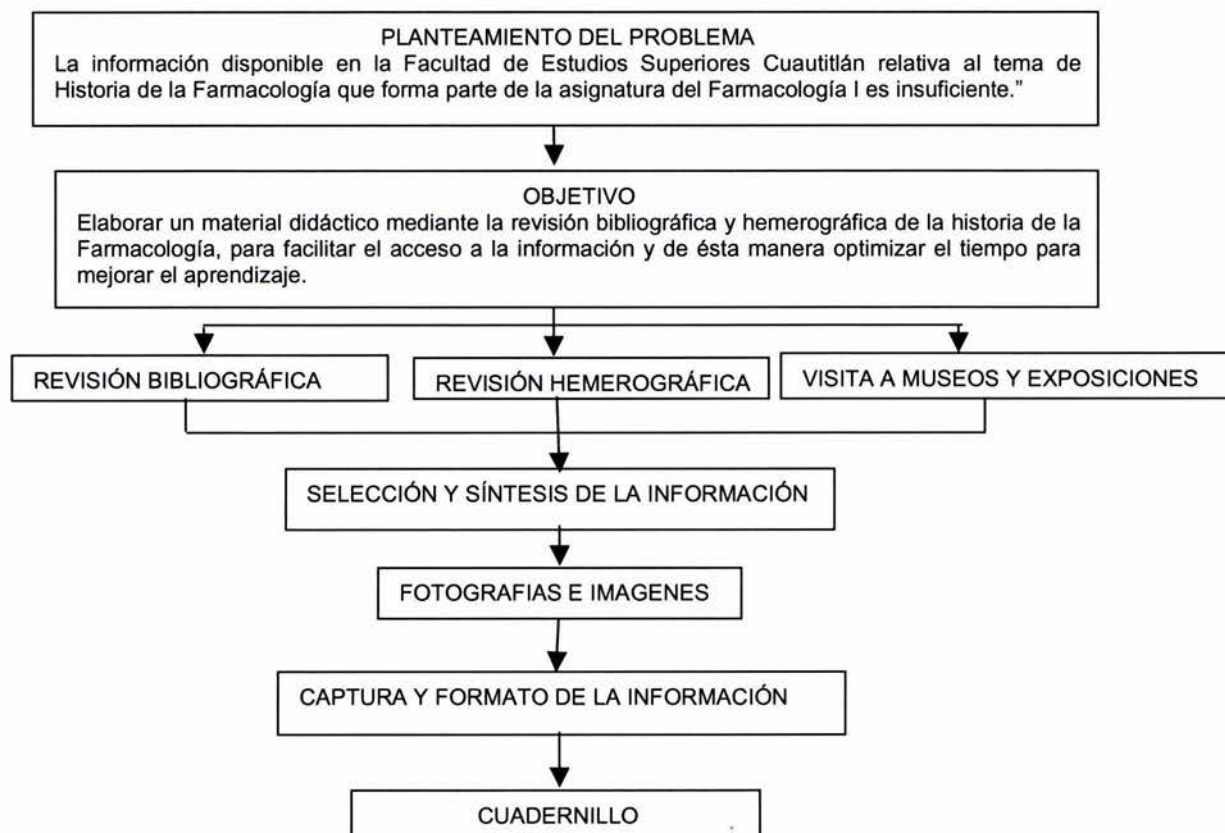 PLANTEAMIENTO DEL PROBLEMA
La información disponible en la Facultad de Estudios Superiores Cuautitlán relativa al tema de
Historia de la Farmacología que forma parte de la asignatura del Farmacología I es insuficiente.”
OBJETIVO
Elaborar un material didáctico mediante la revisión bibliográfica y hemerográfica de la historia de la
Farmacología, para facilitar el acceso a la información y de ésta manera optimizar el tiempo para
mejorar el aprendizaje.
REVISIÓN BIBLIOGRÁFICA
REVISIÓN HEMEROGRÁFICA
VISITA A MUSEOS Y EXPOSICIONES
SELECCIÓN Y SÍNTESIS DE LA INFORMACIÓN
FOTOGRAFIAS E IMAGENES
CAPTURA Y FORMATO DE LA INFORMACIÓN
CUADERNILLO